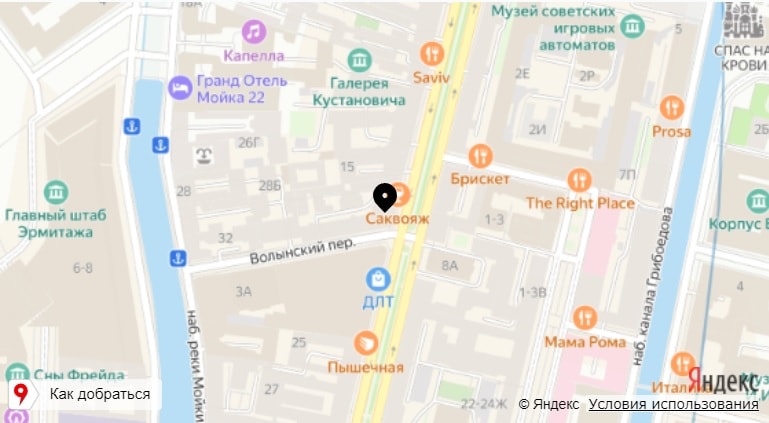 18А
Капелла
Музей советских
игровых
автоматов
СПАС НА
КРОВИ
Гранд Отель
Мойка 22
Галерея
Кустановича
Saviv
2Е
2Р
2Б
Prosa
26Г
2И
15
Брискет
7П
28
28Б
The Right Place
Главный штаб
Эрмитажа
Саквояж
1-3
Корпус Б
32
Волынский пер.
6-8
3А
ДЛТ
8А
1-3В
наб. реки Мойки
наб. канала Грибоедова
25
27
Пышечная
Мама Рома
Сны Фрейда
Италия
Как добраться
22-24Ж
Яндекс
© Яндекс Условия использования